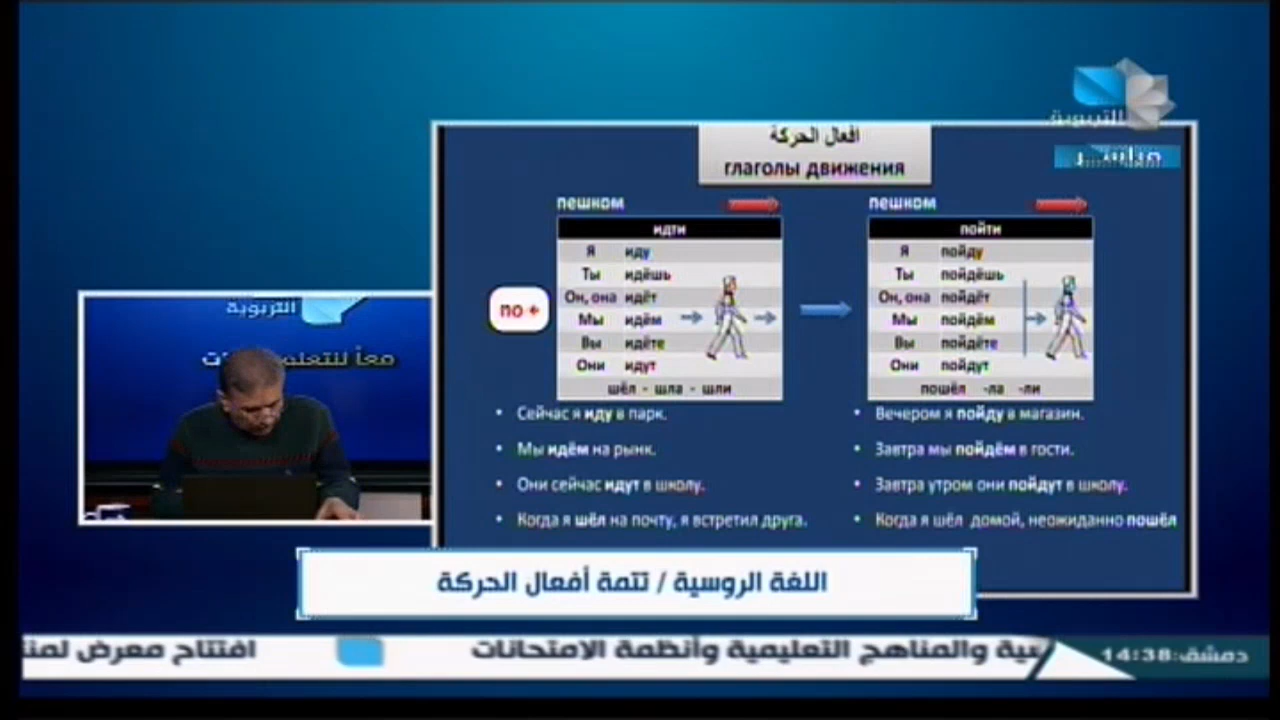 التربوية
مباشر
افعال الحركة
глаголы движения
пешком
идти
Я иду
Ты идёшь
Он, она идёт
Мы идём
Вы идёте
Они идут
шёл - шла - шли
по +
пешком
пойти
Я пойду
Ты пойдёшь
Он, она пойдёт
Мы пойдём
Вы пойдёте
Они пойдут
пошёл -ла -ли
• Сейчас я иду в парк.
• Мы идём на рынк.
• Они сейчас идут в школу.
• Когда я шёл на почту, я встретил друга.
• Вечером я пойду в магазин.
• Завтра мы пойдём в гости.
• Завтра утром они пойдут в школу.
• Когда я шёл домой, неожиданно пошёл
التربوية
معاً لنتعلم
اللغة الروسية / تتمة أفعال الحركة
والمناهج التعليمية وأنظمة الامتحانات
افتتاح معرض
دمشق: 14:38